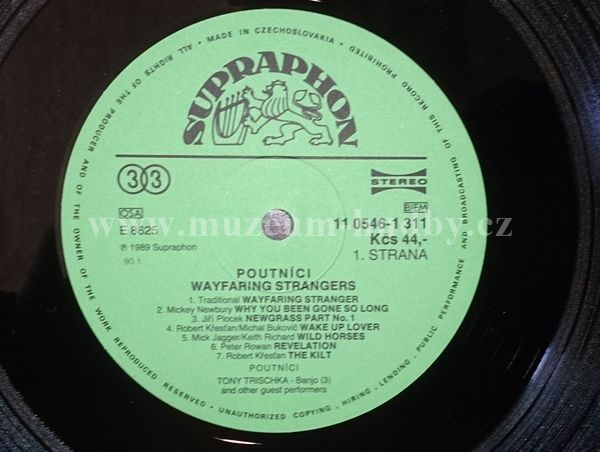 ALL RIGHTS OF THE PRODUCER AND OF THE OWNER OF THE WORK REPRODUCED RESERVED • UNAUTHORIZED COPYING, HIRING, LENDING, PUBLIC PERFORMANCE AND BROADCASTING OF THIS RECORD PROHIBITED • MADE IN CZECHOSLOVAKIA •
SUPRAPHON
33
STEREO
OSA
E 8625
℗ 1989 Supraphon
90.1
BIEM
11 0546-1 311
Kčs 44,-
1. STRANA
www.muzeum-hudby.cz
POUTNÍCI
WAYFARING STRANGERS
1. Traditional WAYFARING STRANGER
2. Mickey Newbury WHY YOU BEEN GONE SO LONG
3. Jiří Plocek NEWGRASS PART No. 1
4. Robert Křesťan/Michal Buković WAKE UP LOVER
5. Mick Jagger/Keith Richard WILD HORSES
6. Peter Rowan REVELATION
7. Robert Křesťan THE KILT
POUTNÍCI
TONY TRISCHKA - Banjo (3)
and other guest performers